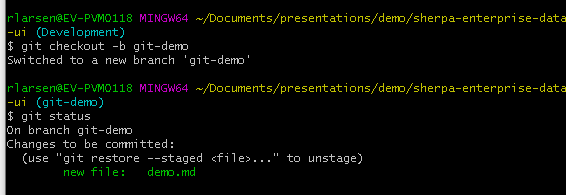 rlarsen@EV-PVM0118 MINGW64 ~/Documents/presentations/demo/sherpa-enterprise-data
-ui (Development)
$ git checkout -b git-demo
Switched to a new branch 'git-demo'
rlarsen@EV-PVM0118 MINGW64 ~/Documents/presentations/demo/sherpa-enterprise-data
-ui (git-demo)
$ git status
On branch git-demo
Changes to be committed:
  (use "git restore --staged <file>..." to unstage)
        new file:   demo.md